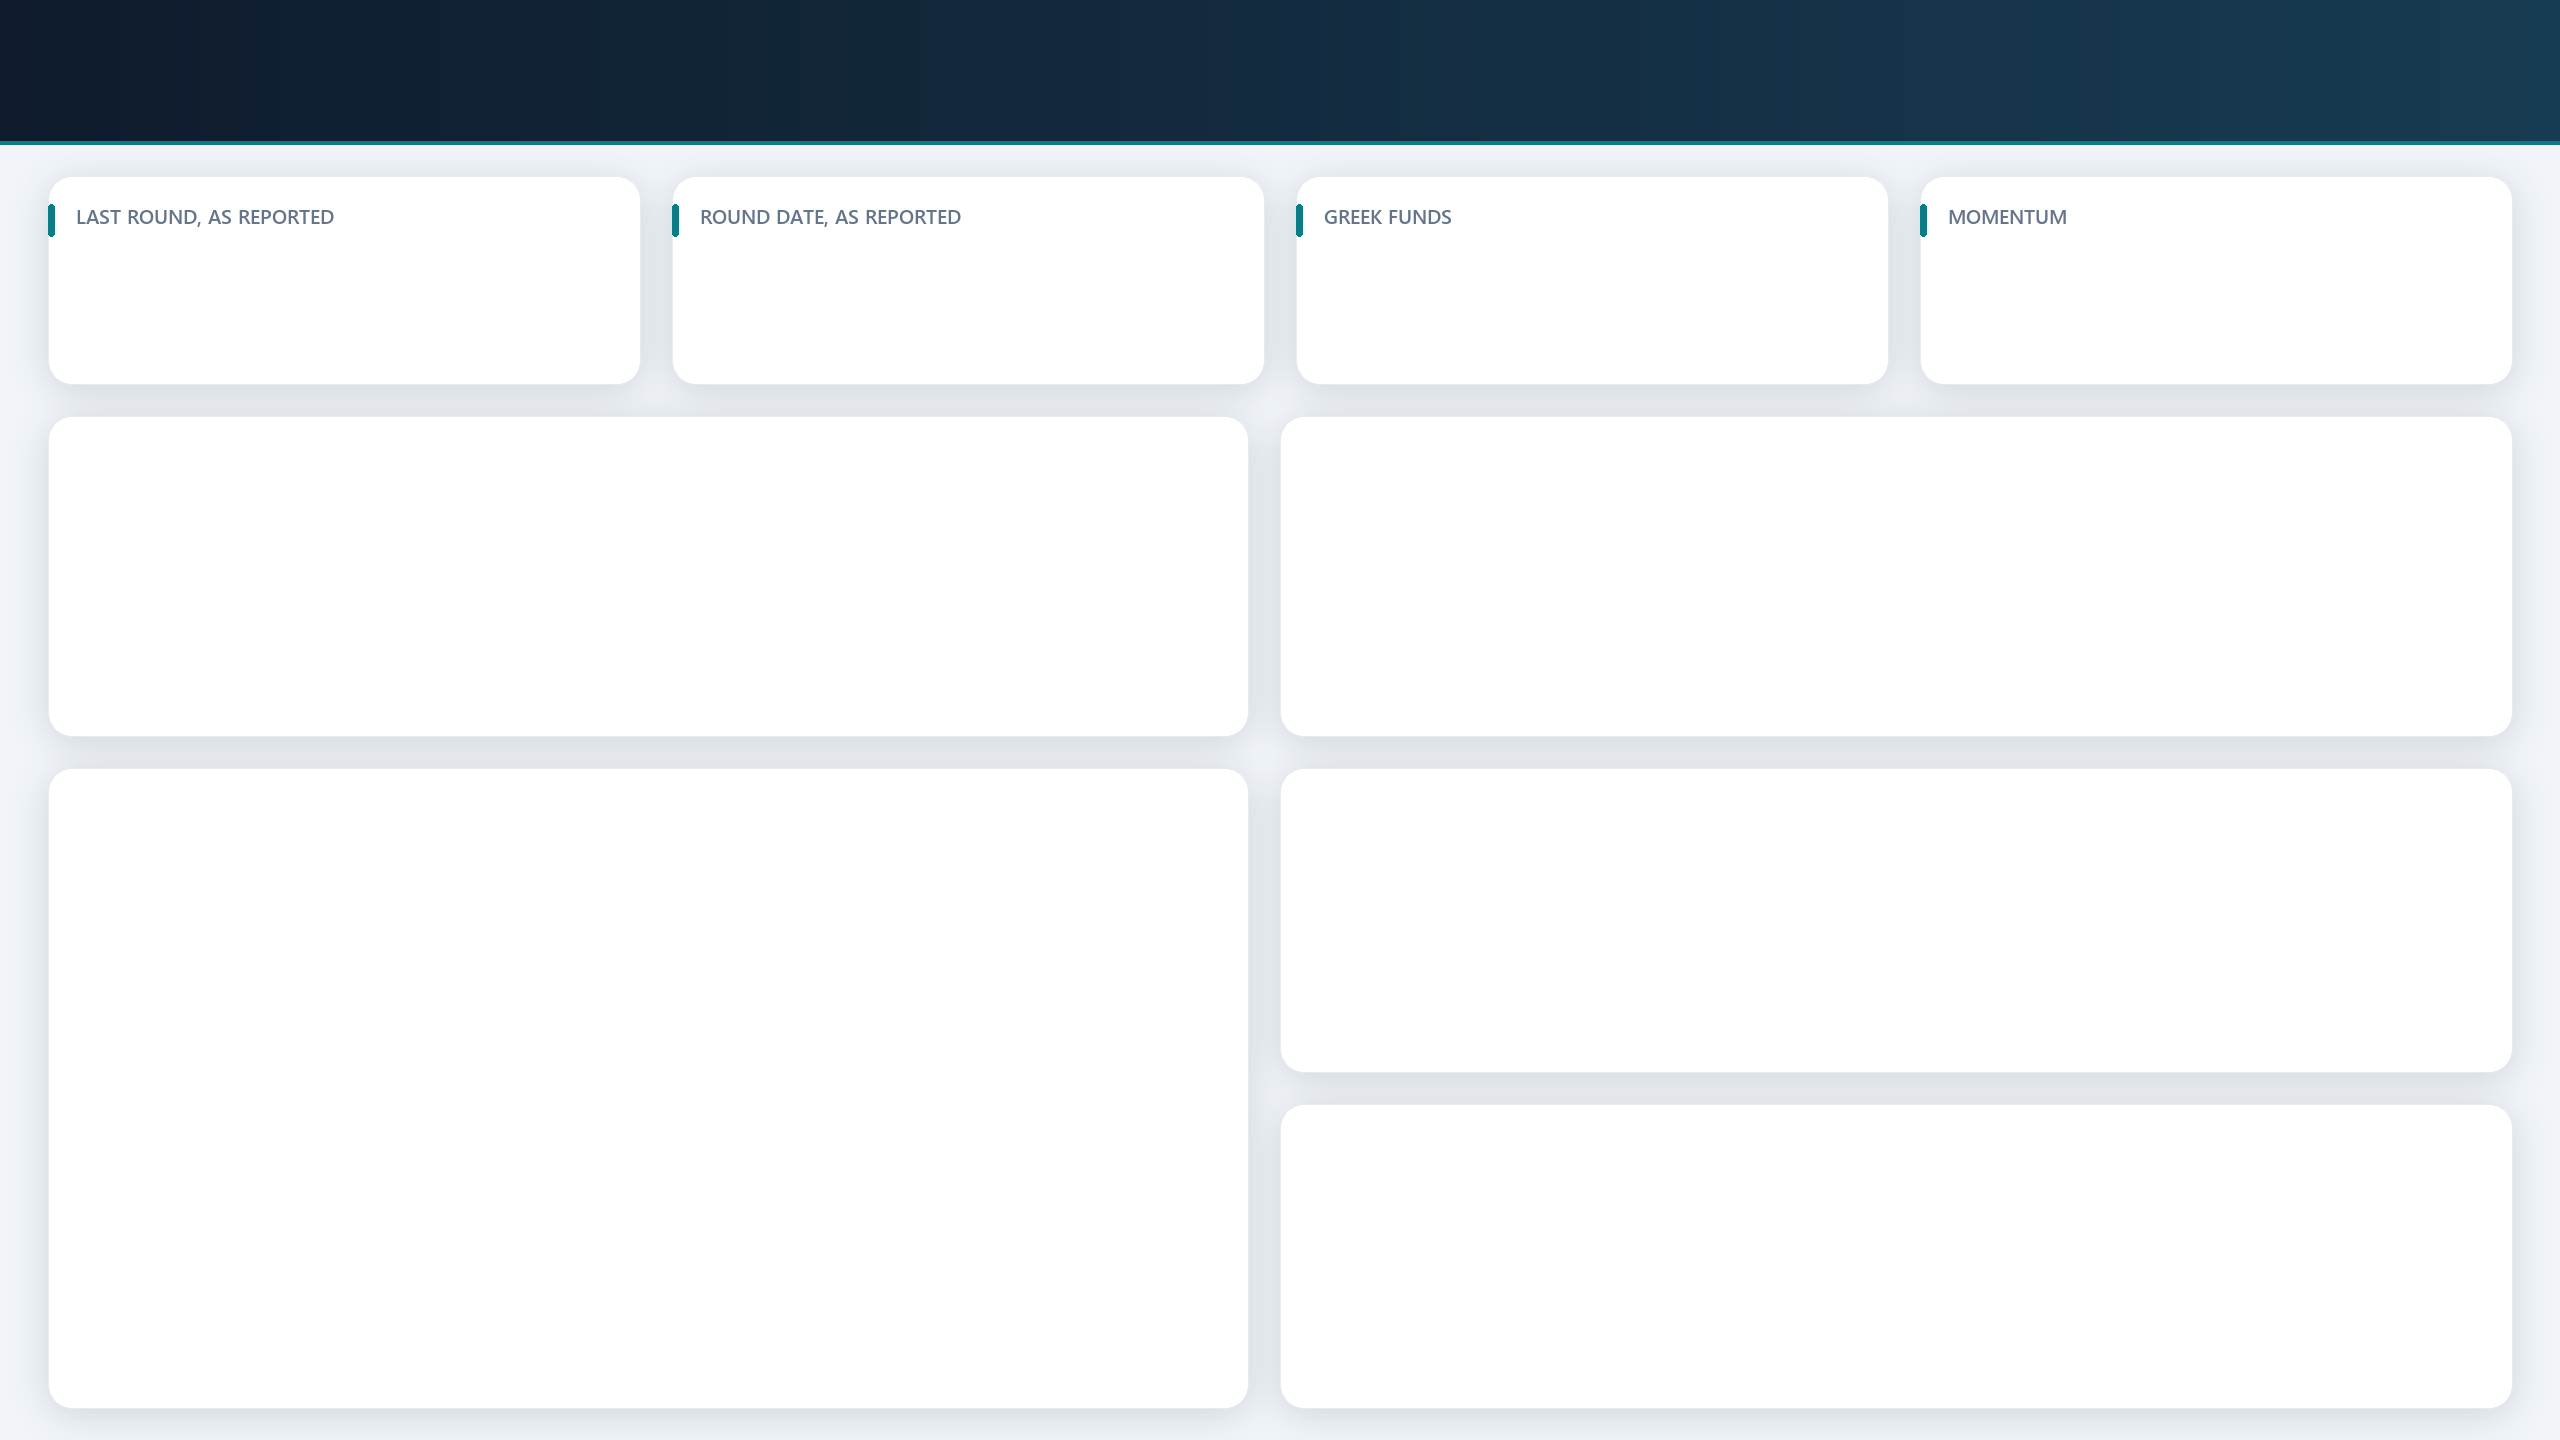 LAST ROUND, AS REPORTED
ROUND DATE, AS REPORTED
GREEK FUNDS
MOMENTUM